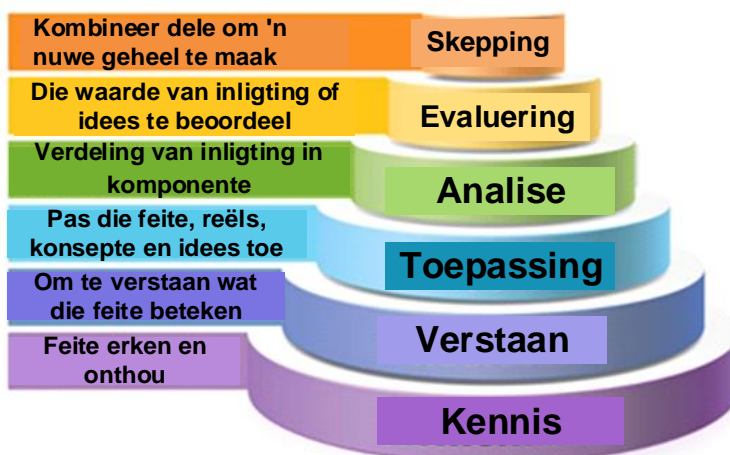 Kombineer dele om 'n
nuwe geheel te maak
Skepping
Die waarde van inligting of
idees te beoordeel
Evaluering
Verdeling van inligting in
komponente
Analise
Pas die feite, reëls,
konsepte en idees toe
Toepassing
Om te verstaan wat
die feite beteken
Verstaan
Feite erken en
onthou
Kennis